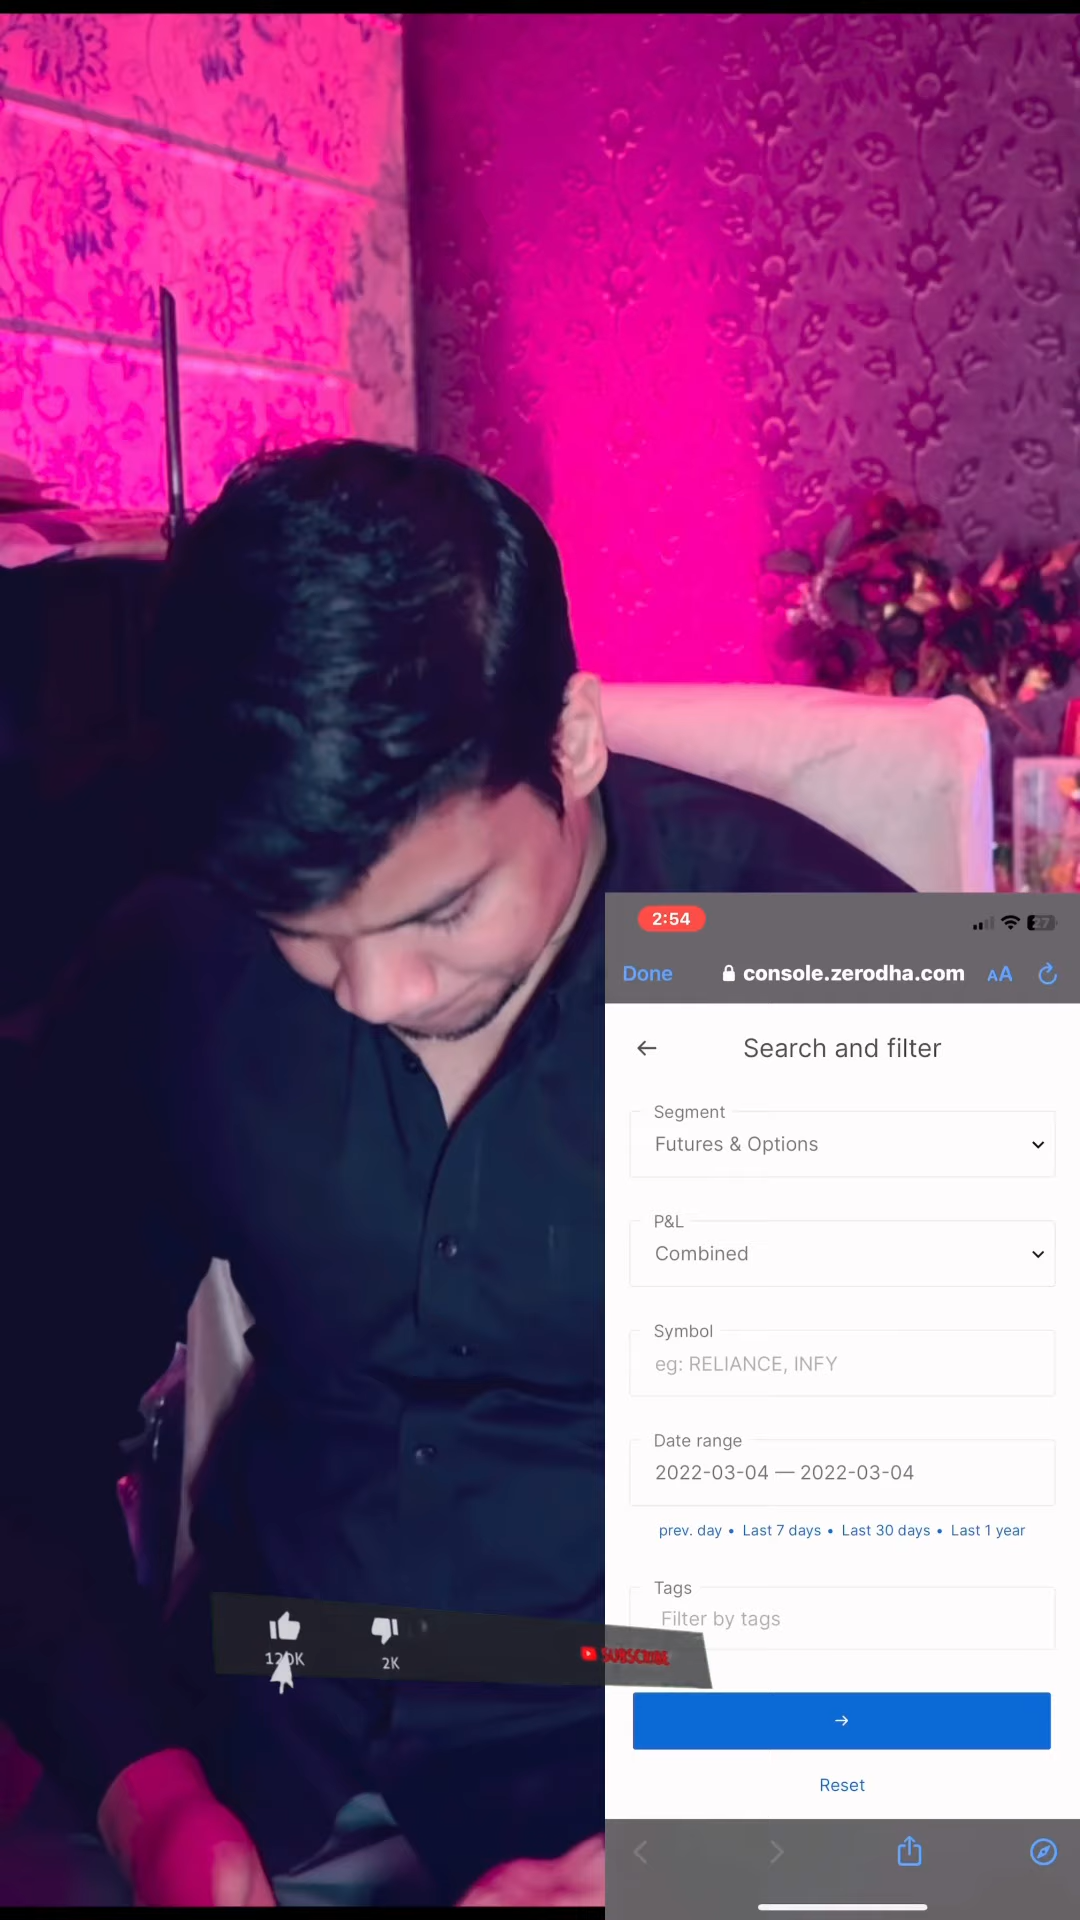 2:54
27
Done
console.zerodha.com
AA
Search and filter
Segment
Futures & Options
P&L
Combined
Symbol
eg: RELIANCE, INFY
Date range
2022-03-04 — 2022-03-04
prev. day • Last 7 days • Last 30 days • Last 1 year
Tags
Filter by tags
120K
2K
SUBSCRIBE
→
Reset